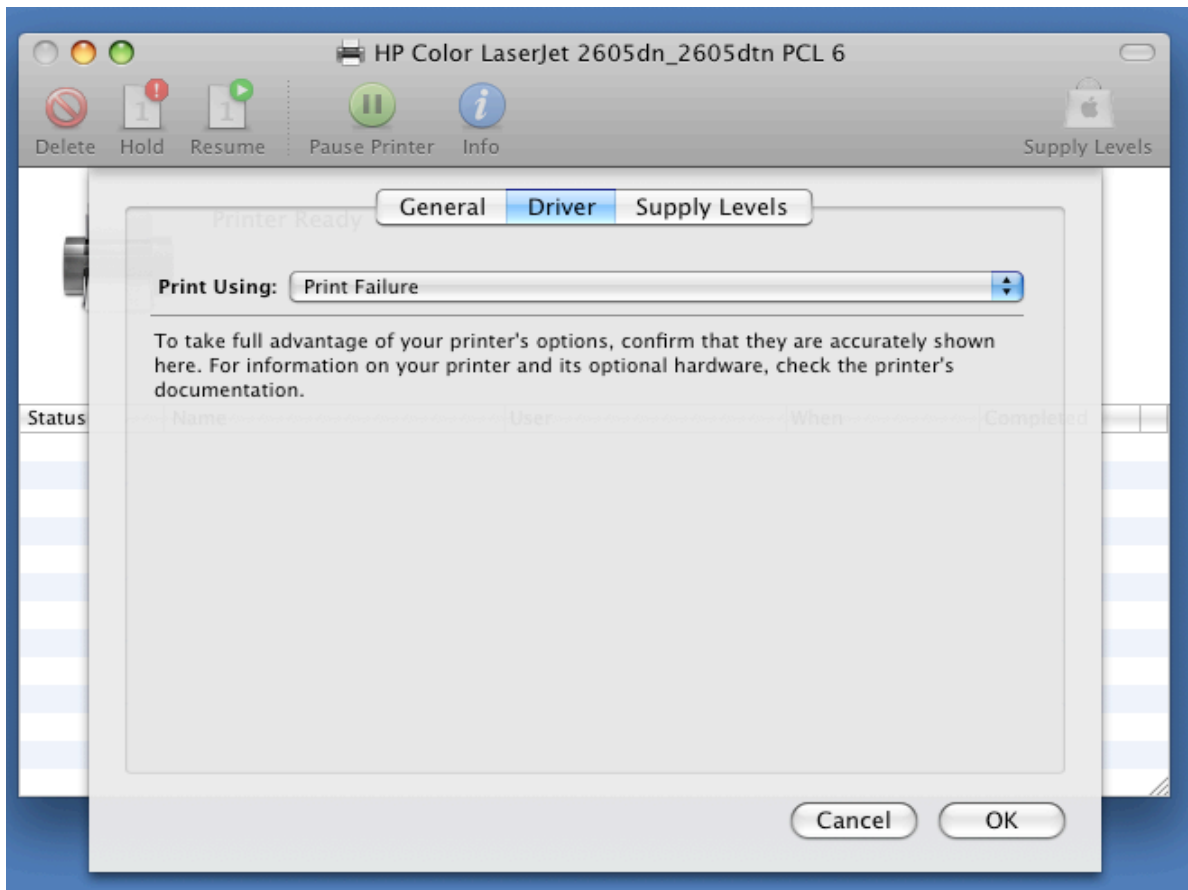 HP Color LaserJet 2605dn_2605dtn PCL 6
Delete Hold Resume Pause Printer Info Supply Levels
General Driver Supply Levels
Printer Ready
Print Using: Print Failure
To take full advantage of your printer's options, confirm that they are accurately shown
here. For information on your printer and its optional hardware, check the printer's
documentation.
Status Name User When Completed
Cancel OK